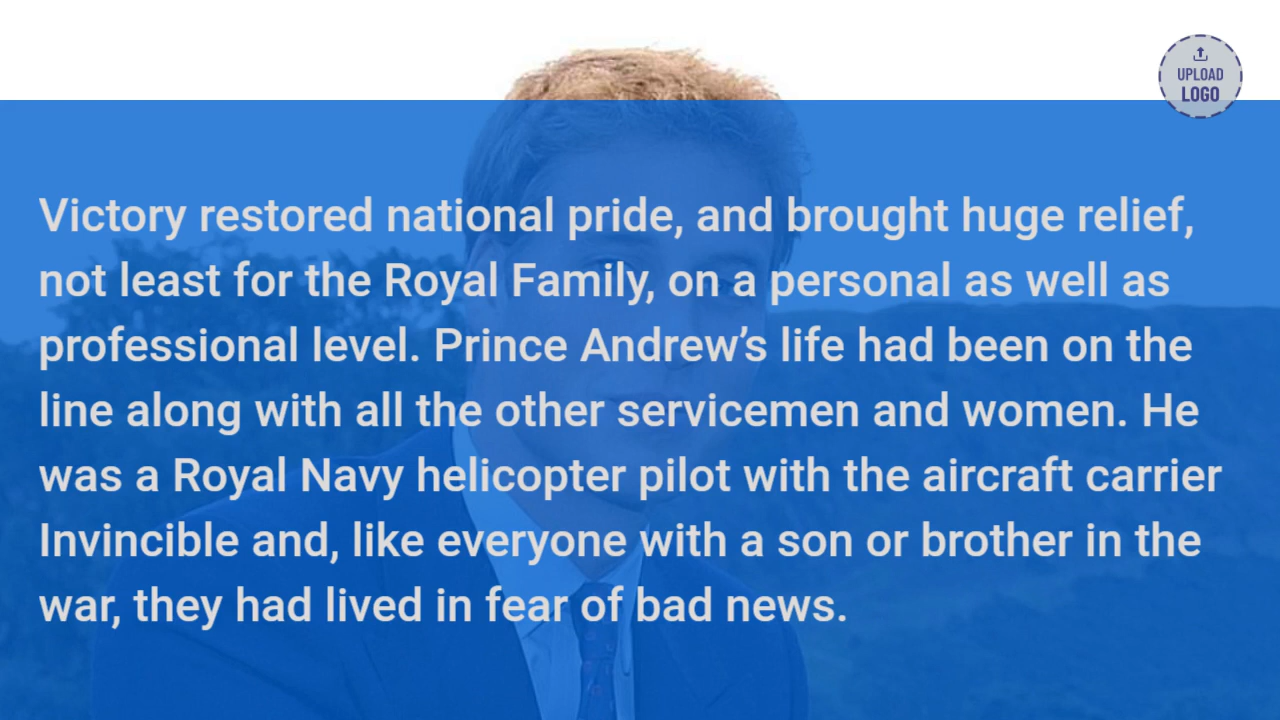 UPLOAD
LOGO
Victory restored national pride, and brought huge relief,
not least for the Royal Family, on a personal as well as
professional level. Prince Andrew’s life had been on the
line along with all the other servicemen and women. He
was a Royal Navy helicopter pilot with the aircraft carrier
Invincible and, like everyone with a son or brother in the
war, they had lived in fear of bad news.